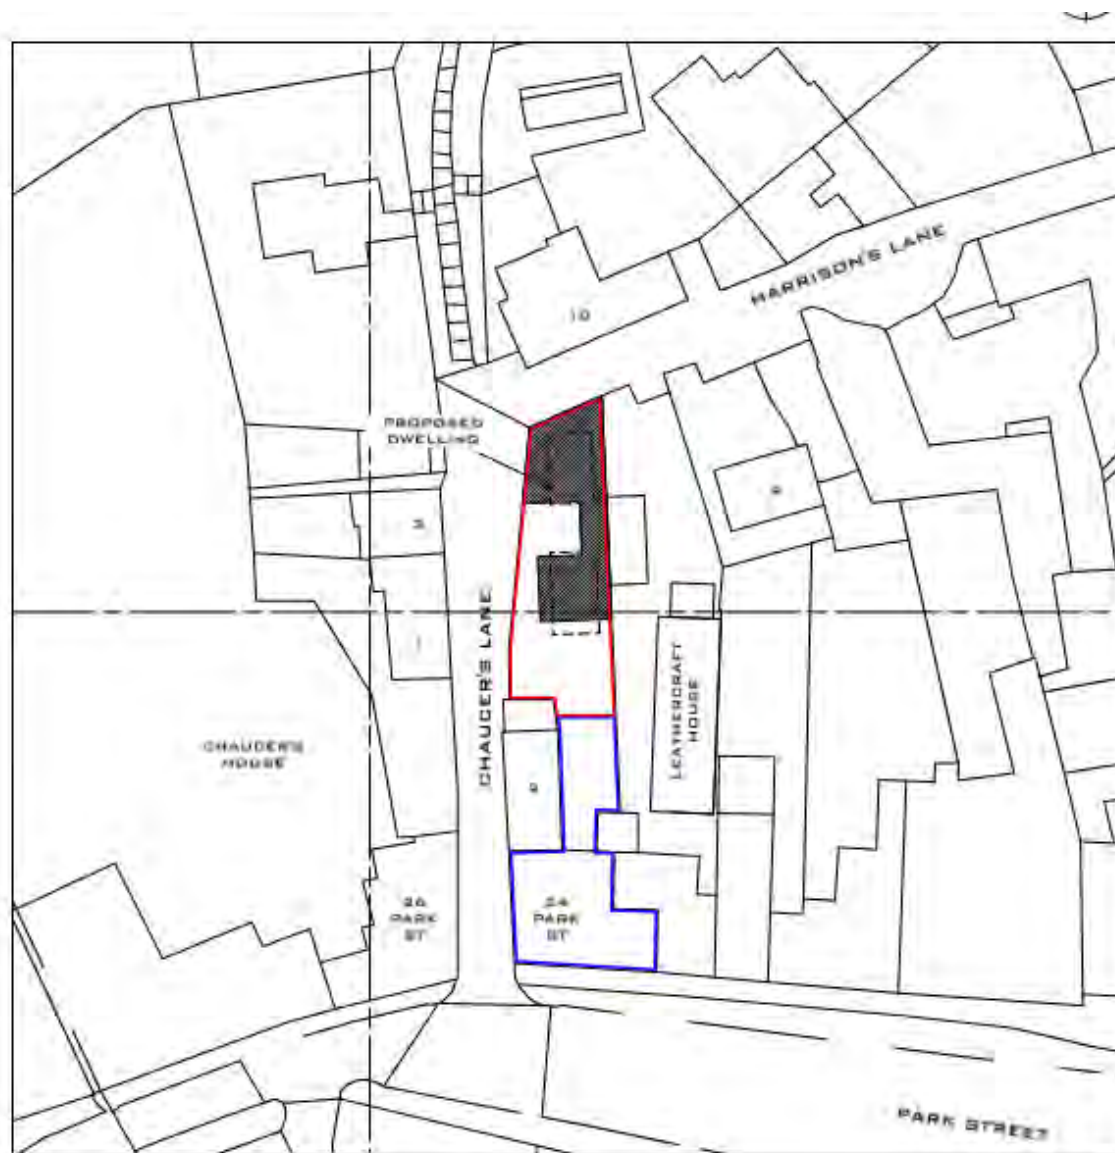 HARRISON'S LANE
10
PROPOSED
DWELLING
3
1
CHAUCER'S LANE
LEATHERCRAFT
HOUSE
CHAUCER'S
HOUSE
26
PARK
ST
24
PARK
ST
PARK STREET